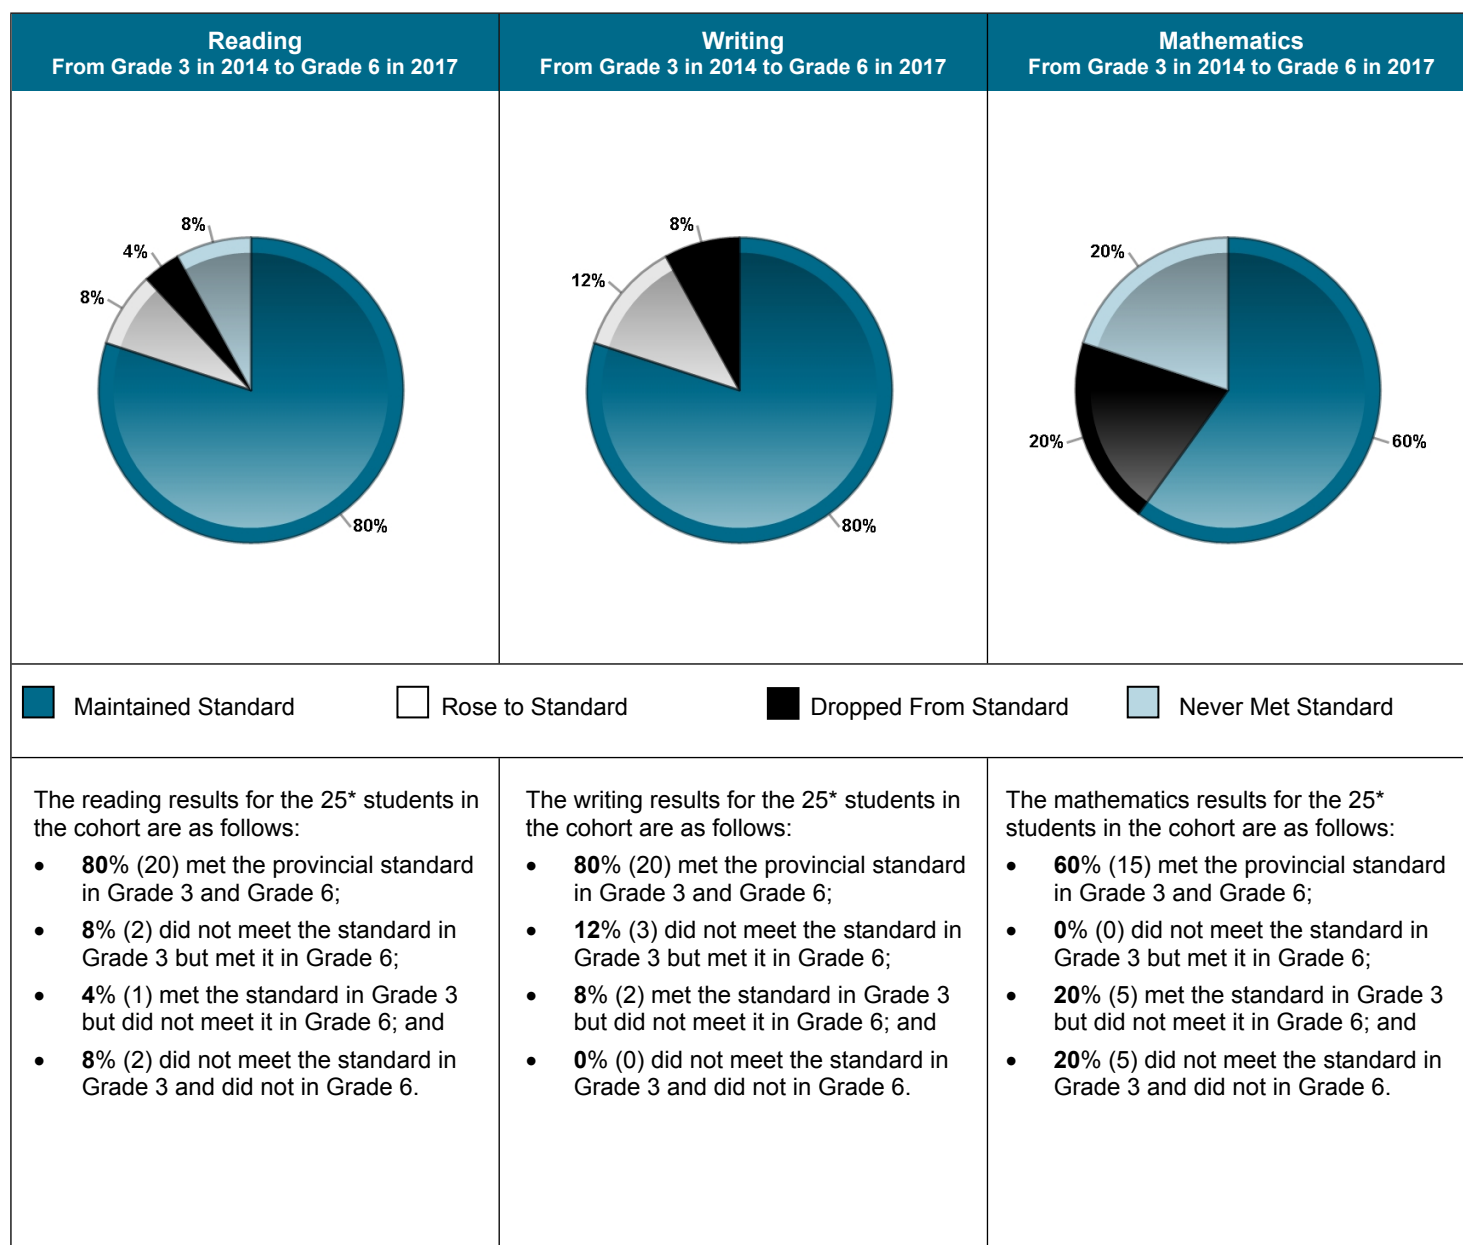 Reading
From Grade 3 in 2014 to Grade 6 in 2017
Writing
From Grade 3 in 2014 to Grade 6 in 2017
Mathematics
From Grade 3 in 2014 to Grade 6 in 2017
8%
4%
8%
80%
8%
12%
80%
20%
20%
60%
Maintained Standard
Rose to Standard
Dropped From Standard
Never Met Standard
The reading results for the 25* students in
the cohort are as follows:
• 80% (20) met the provincial standard
in Grade 3 and Grade 6;
• 8% (2) did not meet the standard in
Grade 3 but met it in Grade 6;
• 4% (1) met the standard in Grade 3
but did not meet it in Grade 6; and
• 8% (2) did not meet the standard in
Grade 3 and did not in Grade 6.
The writing results for the 25* students in
the cohort are as follows:
• 80% (20) met the provincial standard
in Grade 3 and Grade 6;
• 12% (3) did not meet the standard in
Grade 3 but met it in Grade 6;
• 8% (2) met the standard in Grade 3
but did not meet it in Grade 6; and
• 0% (0) did not meet the standard in
Grade 3 and did not in Grade 6.
The mathematics results for the 25*
students in the cohort are as follows:
• 60% (15) met the provincial standard
in Grade 3 and Grade 6;
• 0% (0) did not meet the standard in
Grade 3 but met it in Grade 6;
• 20% (5) met the standard in Grade 3
but did not meet it in Grade 6; and
• 20% (5) did not meet the standard in
Grade 3 and did not in Grade 6.